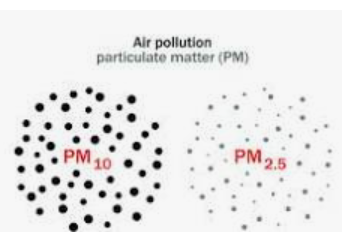 Air pollution
particulate matter (PM)
PM10 PM2.5